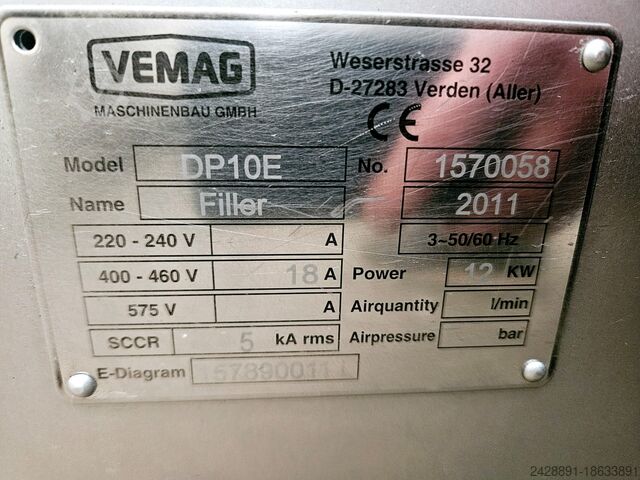 VEMAG
MASCHINENBAU GMBH
Weserstrasse 32
D-27283 Verden (Aller)
CE
Model DP10E No. 1570058
Name Filler 2011
220 - 240 V A 3~50/60 Hz
400 - 460 V 18 A Power 12 KW
575 V A Airquantity l/min
SCCR 5 kA rms Airpressure bar
E-Diagram
2428891-18633891